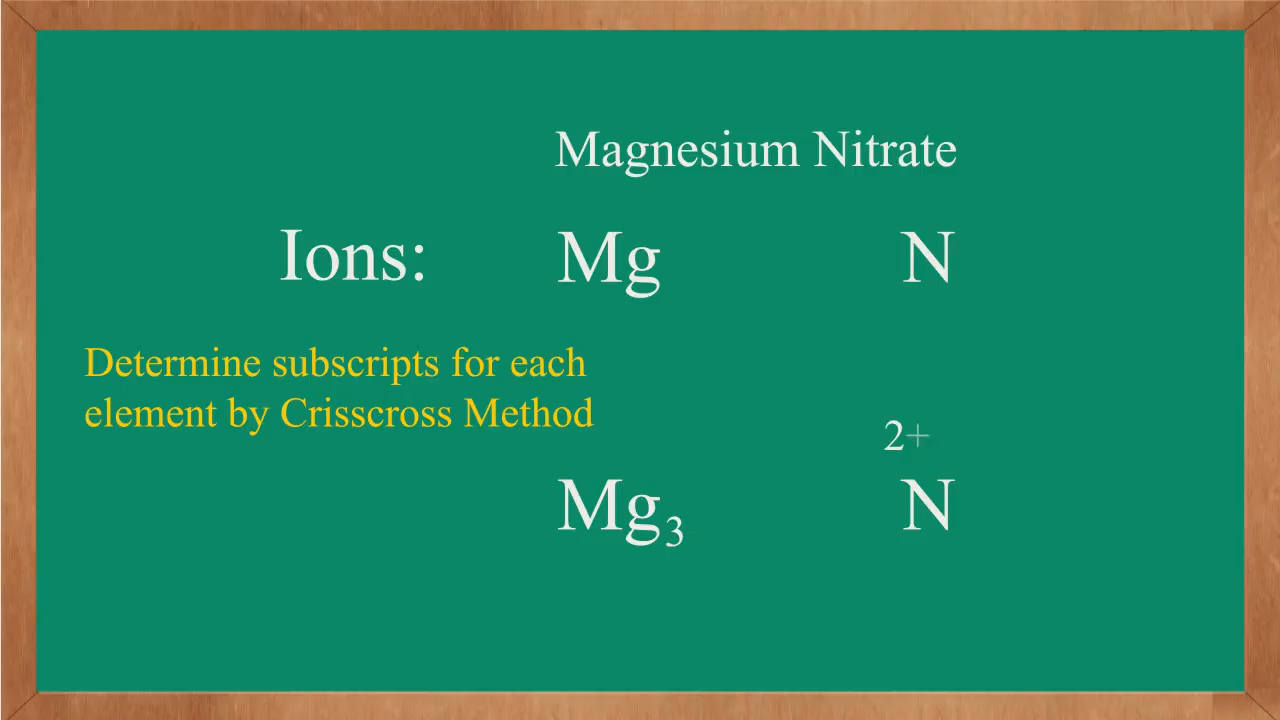 Magnesium Nitrate
Ions: Mg N
Determine subscripts for each
element by Crisscross Method
2+
Mg₃ N